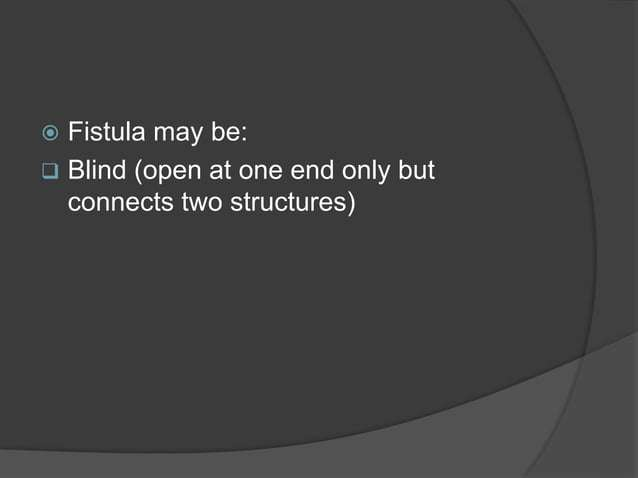 Fistula may be:
Blind (open at one end only but
connects two structures)